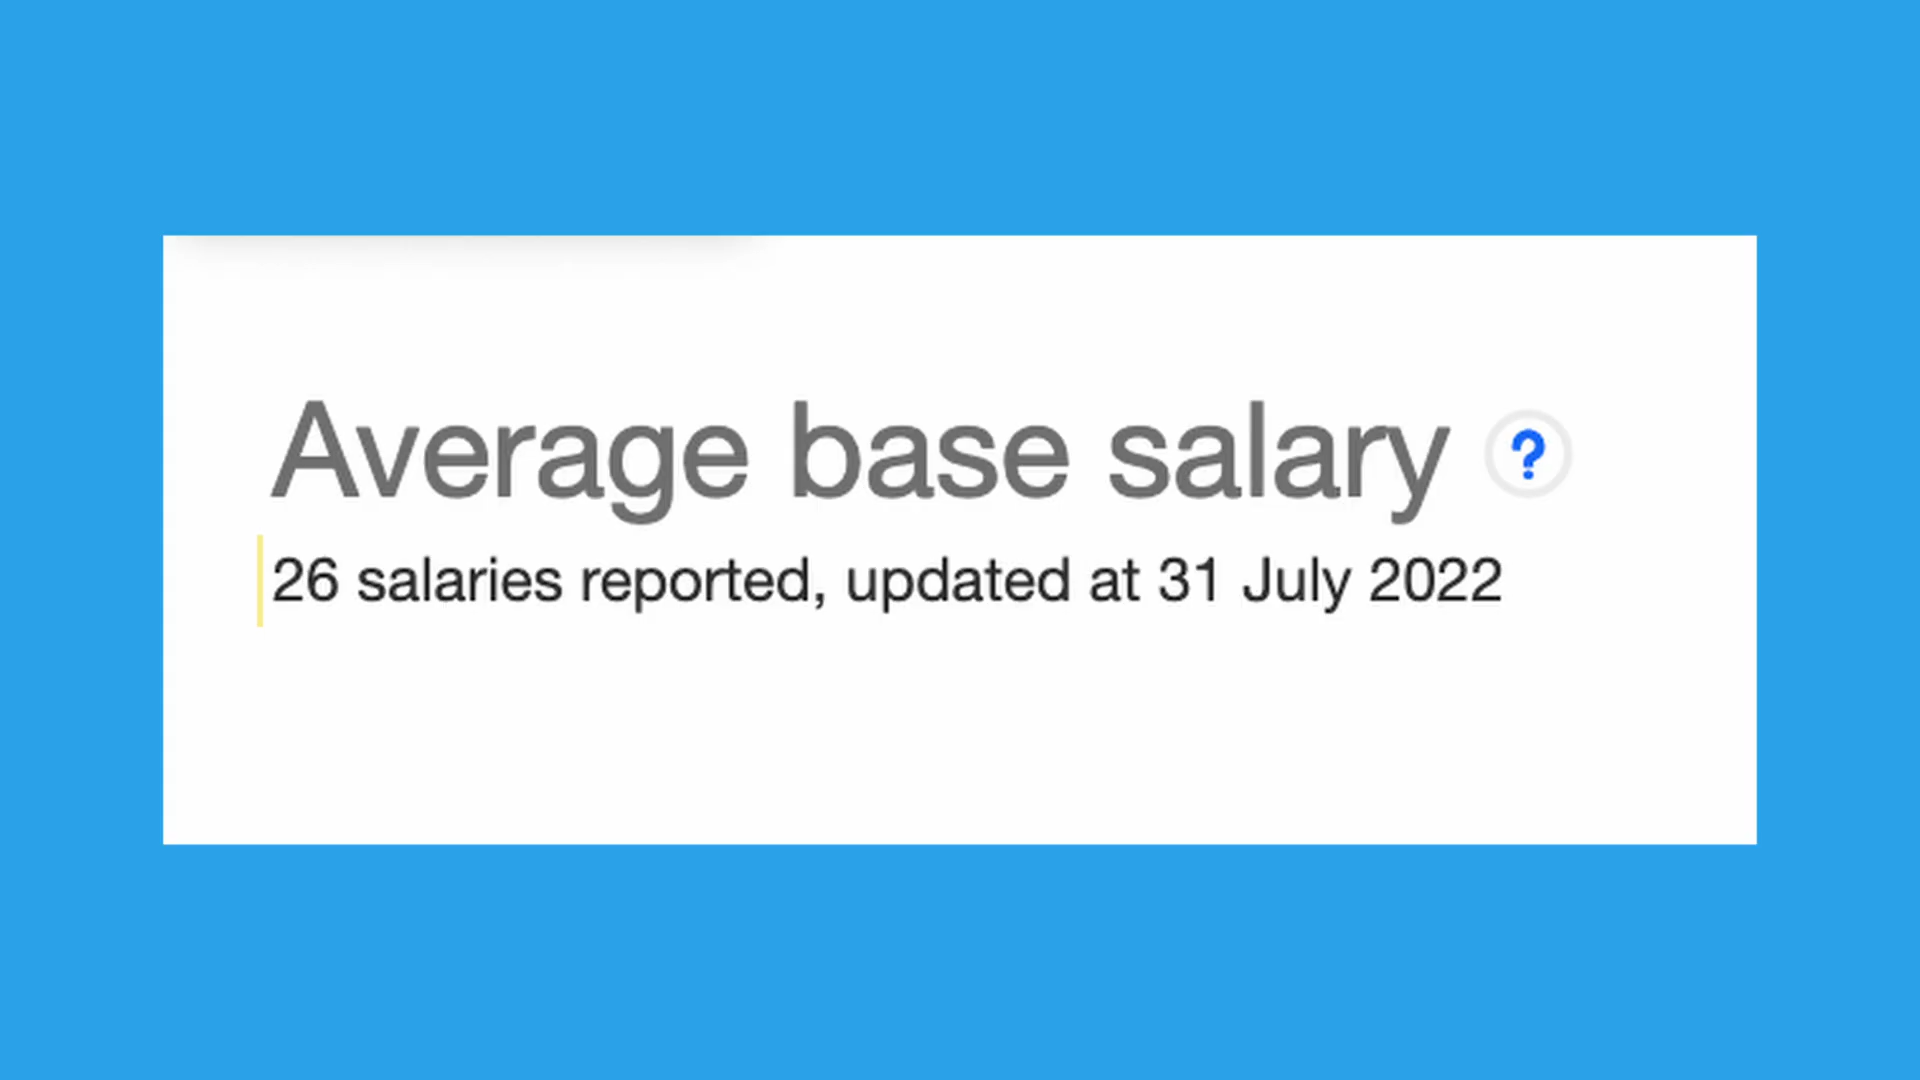 Average base salary ?
26 salaries reported, updated at 31 July 2022